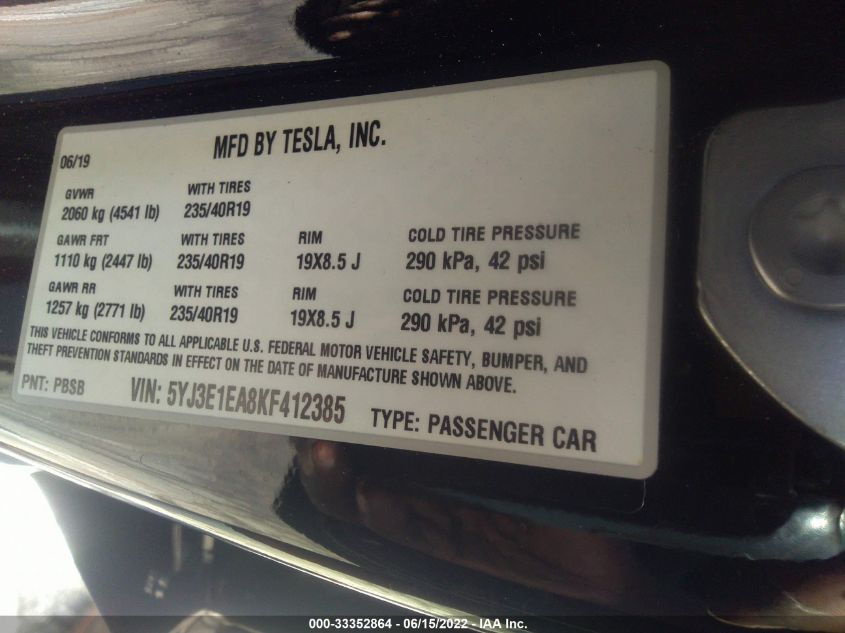 MFD BY TESLA, INC.
06/19
GVWR WITH TIRES
2060 kg (4541 lb) 235/40R19
GAWR FRT WITH TIRES RIM COLD TIRE PRESSURE
1110 kg (2447 lb) 235/40R19 19X8.5 J 290 kPa, 42 psi
GAWR RR WITH TIRES RIM COLD TIRE PRESSURE
1257 kg (2771 lb) 235/40R19 19X8.5 J 290 kPa, 42 psi
THIS VEHICLE CONFORMS TO ALL APPLICABLE U.S. FEDERAL MOTOR VEHICLE SAFETY, BUMPER, AND
THEFT PREVENTION STANDARDS IN EFFECT ON THE DATE OF MANUFACTURE SHOWN ABOVE.
PNT: PBSB VIN: 5YJ3E1EA8KF412385 TYPE: PASSENGER CAR
000-33352864 - 06/15/2022 - IAA Inc.